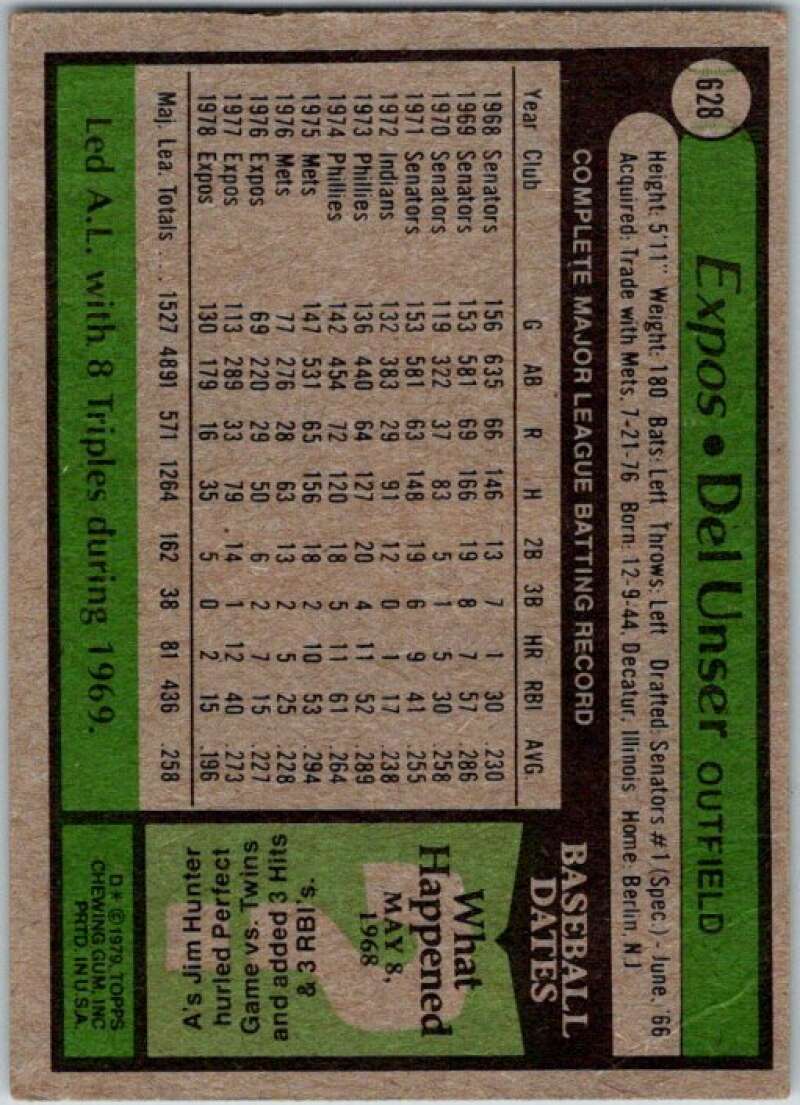 628
Expos • Del Unser OUTFIELD
Height: 5'11" Weight: 180 Bats: Left Throws: Left Drafted: Senators #1 (Spec.) - June, '66
Acquired: Trade with Mets, 7-21-76 Born: 12-9-44, Decatur, Illinois Home: Berlin, NJ
COMPLETE MAJOR LEAGUE BATTING RECORD
Year Club G AB R H 2B 3B HR RBI AVG
1968 Senators 156 635 66 146 13 7 1 30 .230
1969 Senators 153 581 69 166 19 8 7 57 .286
1970 Senators 119 322 37 83 5 1 5 30 .258
1971 Senators 153 581 63 148 19 6 9 41 .255
1972 Indians 132 383 29 91 12 0 1 17 .238
1973 Phillies 136 440 64 127 20 4 11 52 .289
1974 Phillies 142 454 72 120 18 5 11 61 .264
1975 Mets 147 531 65 156 18 2 10 53 .294
1976 Mets 77 276 28 63 13 2 5 25 .228
1976 Expos 69 220 29 50 6 2 7 15 .227
1977 Expos 113 289 33 79 14 1 12 40 .273
1978 Expos 130 179 16 35 5 0 2 15 .196
Maj. Lea. Totals .... 1527 4891 571 1264 162 38 81 436 .258
Led A.L. with 8 Triples during 1969.
BASEBALL
DATES
What
Happened
MAY 8,
1968
?
A's Jim Hunter
hurled Perfect
Game vs. Twins
and added 3 Hits
& 3 RBI's.
D* © 1979, TOPPS
CHEWING GUM, INC
PRTD. IN U.S.A.